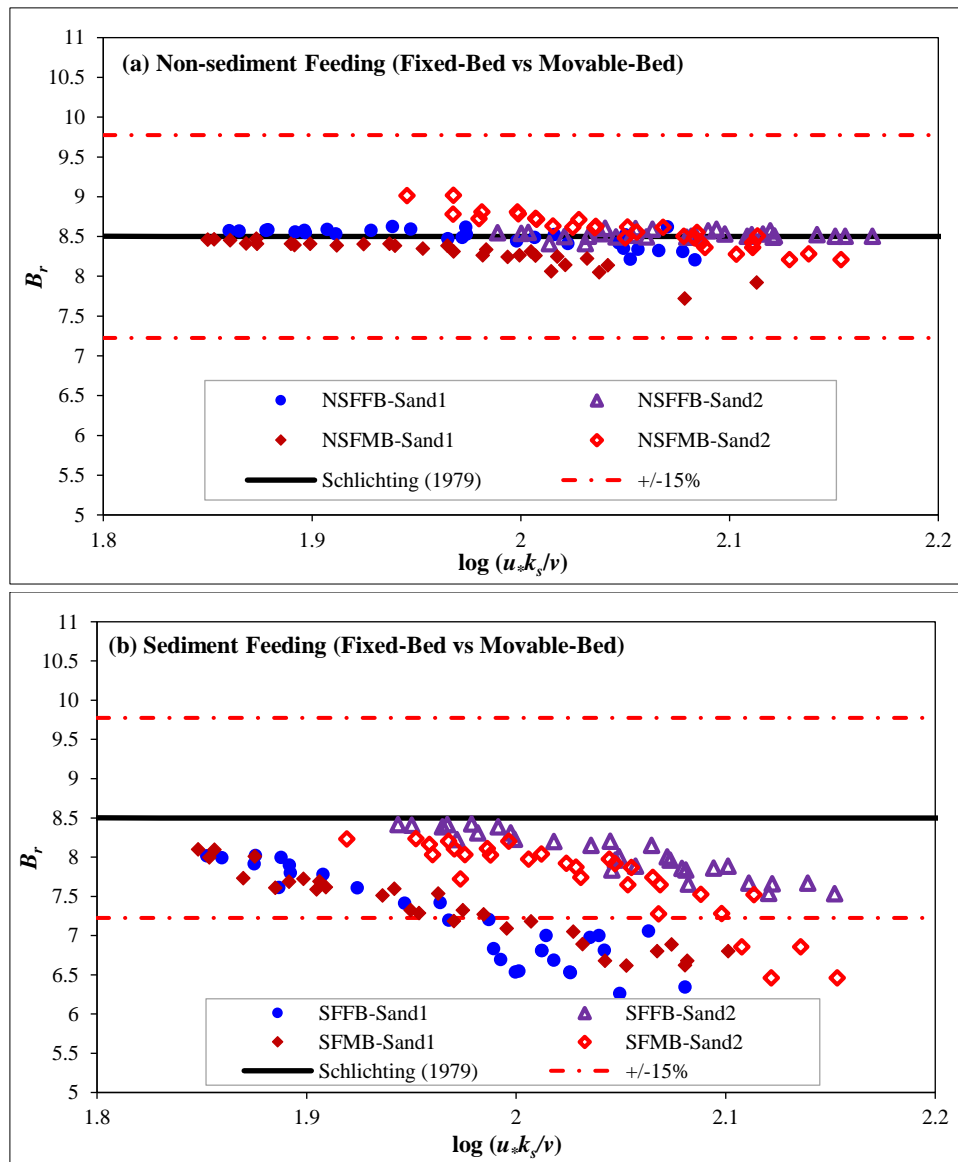 (a) Non-sediment Feeding (Fixed-Bed vs Movable-Bed)
11
10.5
10
9.5
9
8.5
8
7.5
7
6.5
6
5.5
5
Br
NSFFB-Sand1
NSFFB-Sand2
NSFMB-Sand1
NSFMB-Sand2
Schlichting (1979)
+/-15%
1.8
1.9
2
2.1
2.2
log (u*ks/v)
(b) Sediment Feeding (Fixed-Bed vs Movable-Bed)
11
10.5
10
9.5
9
8.5
8
7.5
7
6.5
6
5.5
5
Br
SFFB-Sand1
SFFB-Sand2
SFMB-Sand1
SFMB-Sand2
Schlichting (1979)
+/-15%
1.8
1.9
2
2.1
2.2
log (u*ks/v)